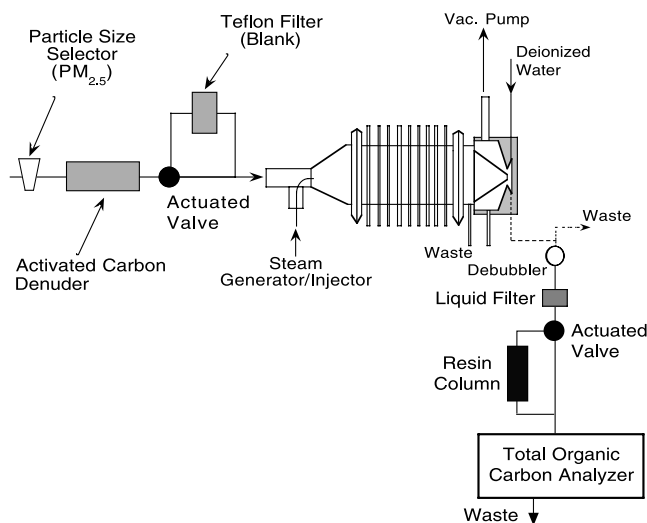 Teflon Filter
(Blank)
Particle Size
Selector
(PM2.5)
Vac. Pump
Deionized
Water
Actuated
Valve
Activated Carbon
Denuder
Steam
Generator/Injector
Waste
Waste
Debubbler
Liquid Filter
Actuated
Valve
Resin
Column
Total Organic
Carbon Analyzer
Waste